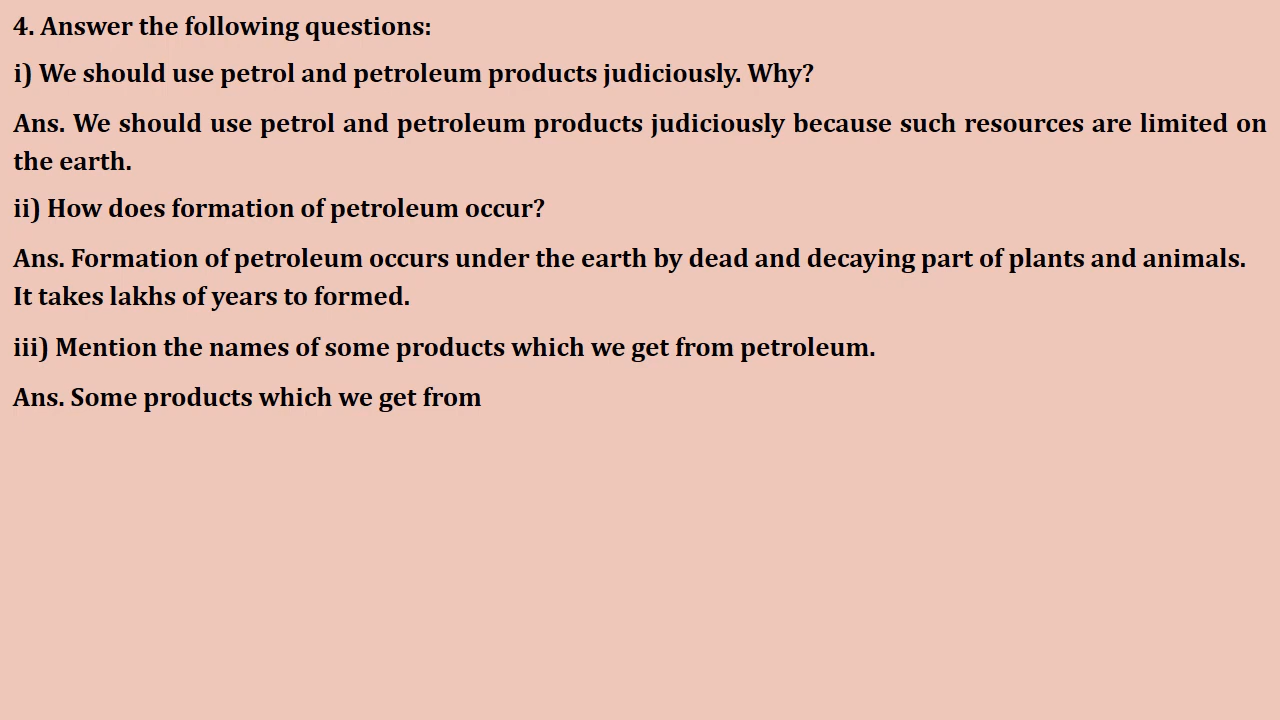 4. Answer the following questions:
i) We should use petrol and petroleum products judiciously. Why?
Ans. We should use petrol and petroleum products judiciously because such resources are limited on
the earth.
ii) How does formation of petroleum occur?
Ans. Formation of petroleum occurs under the earth by dead and decaying part of plants and animals.
It takes lakhs of years to formed.
iii) Mention the names of some products which we get from petroleum.
Ans. Some products which we get from